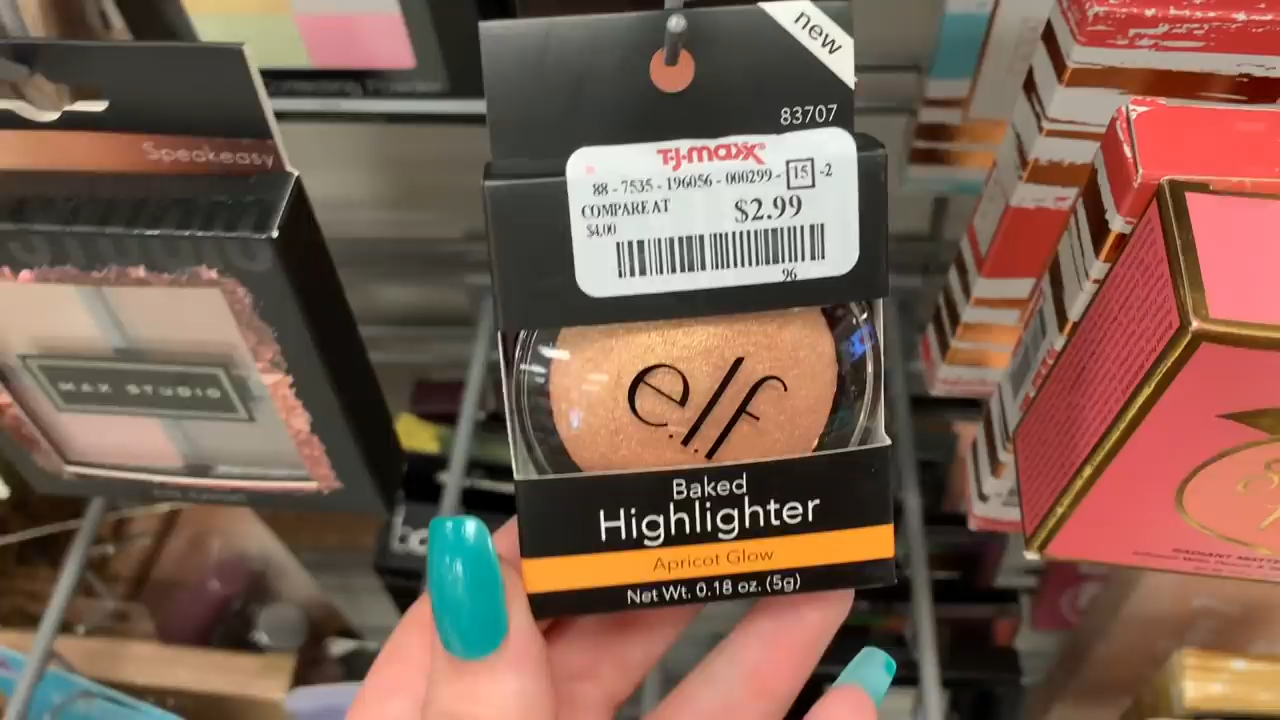 new
83707
T·J·maxx
88 - 7535 - 196056 - 000299 - 15 -2
COMPARE AT
$2.99
$4.00
96
e.l.f.
Baked
Highlighter
Apricot Glow
Net Wt. 0.18 oz. (5g)
Speakeasy
MAX STUDIO